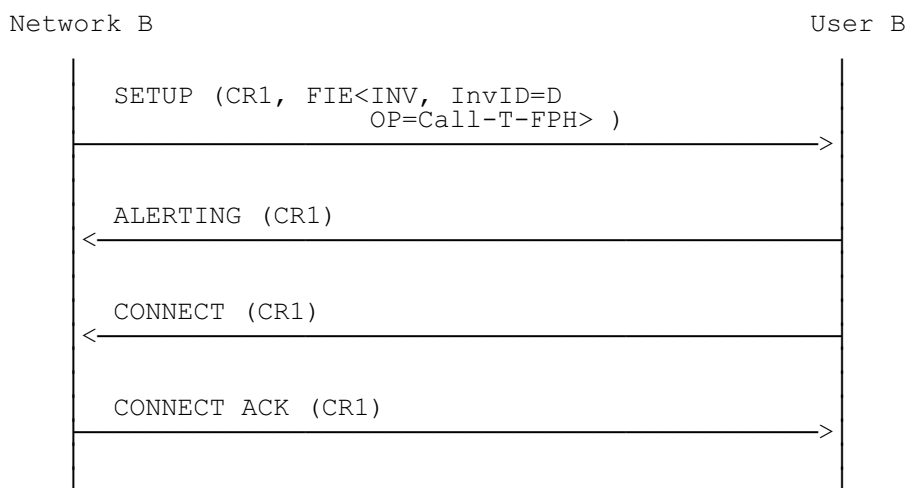 Network B User B
SETUP (CR1, FIE<INV, InvID=D
OP=Call-T-FPH> )
ALERTING (CR1)
CONNECT (CR1)
CONNECT ACK (CR1)